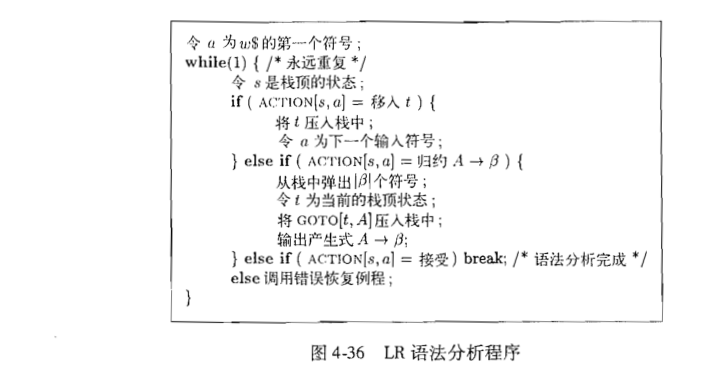 令 a 为w$的第一个符号;
while(1) { /* 永远重复 */
令 s 是栈顶的状态;
if ( ACTION[s, a] = 移入 t ) {
将 t 压入栈中;
令 a 为下一个输入符号;
} else if ( ACTION[s, a] = 归约 A → β ) {
从栈中弹出|β|个符号;
令 t 为当前的栈顶状态;
将 GOTO[t, A]压入栈中;
输出产生式 A → β;
} else if ( ACTION[s, a] = 接受 ) break; /* 语法分析完成 */
else 调用错误恢复例程;
}
图 4-36 LR 语法分析程序